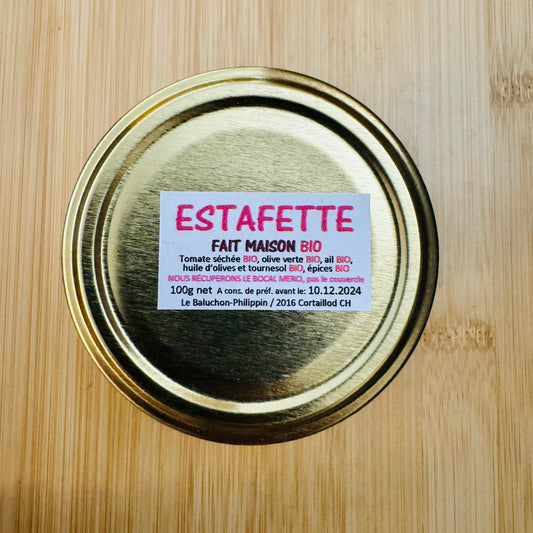 ESTAFETTE
FAIT MAISON BIO
Tomate séchée BIO, olive verte BIO, ail BIO,
huile d'olives et tournesol BIO, épices BIO
NOUS RÉCUPERONS LE BOCAL MERCI, pas le couvercle
100g net A cons. de préf. avant le: 10.12.2024
Le Baluchon-Philippin / 2016 Cortaillod CH